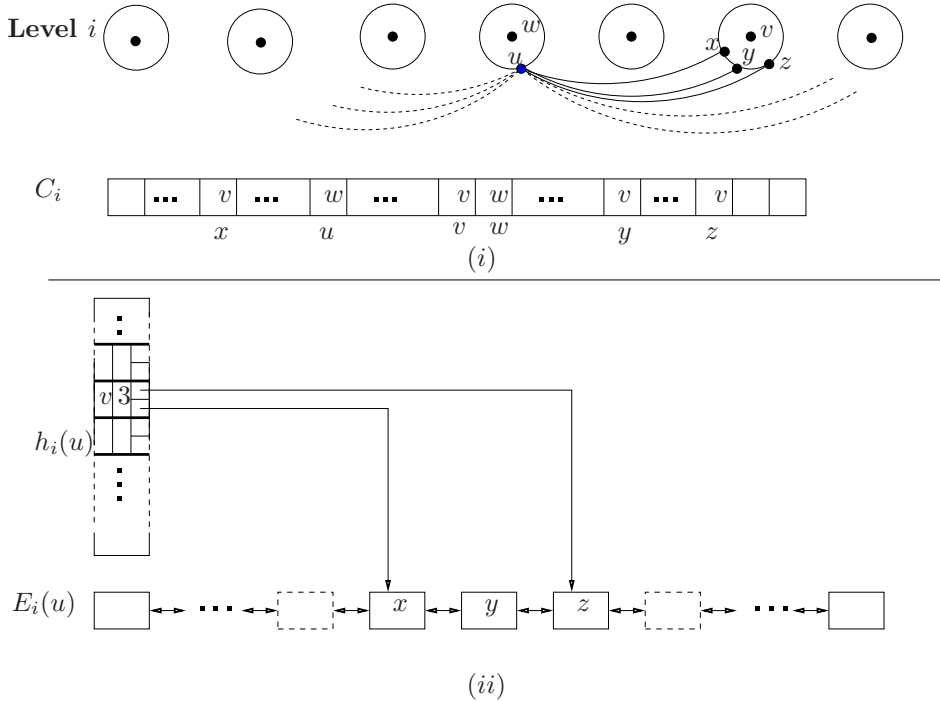 Level i
w
v
x
y
z
u
C_i
v w v w v v
x u v w y z
(i)
v 3
h_i(u)
E_i(u)
x y z
(ii)